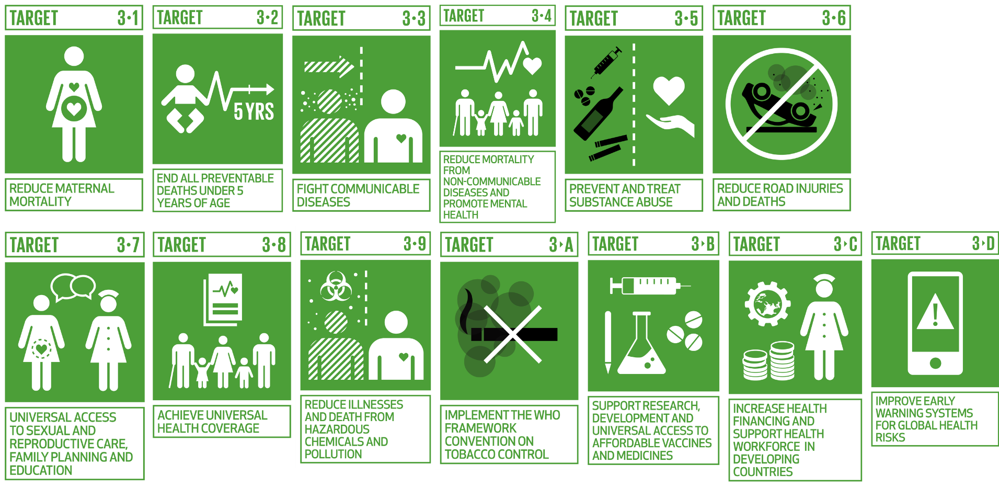 TARGET 3·1
REDUCE MATERNAL
MORTALITY
TARGET 3·2
5 YRS
END ALL PREVENTABLE
DEATHS UNDER 5
YEARS OF AGE
TARGET 3·3
FIGHT COMMUNICABLE
DISEASES
TARGET 3·4
REDUCE MORTALITY
FROM
NON-COMMUNICABLE
DISEASES AND
PROMOTE MENTAL
HEALTH
TARGET 3·5
PREVENT AND TREAT
SUBSTANCE ABUSE
TARGET 3·6
REDUCE ROAD INJURIES
AND DEATHS
TARGET 3·7
UNIVERSAL ACCESS
TO SEXUAL AND
REPRODUCTIVE CARE,
FAMILY PLANNING AND
EDUCATION
TARGET 3·8
ACHIEVE UNIVERSAL
HEALTH COVERAGE
TARGET 3·9
REDUCE ILLNESSES
AND DEATH FROM
HAZARDOUS
CHEMICALS AND
POLLUTION
TARGET 3▸A
IMPLEMENT THE WHO
FRAMEWORK
CONVENTION ON
TOBACCO CONTROL
TARGET 3▸B
SUPPORT RESEARCH,
DEVELOPMENT AND
UNIVERSAL ACCESS TO
AFFORDABLE VACCINES
AND MEDICINES
TARGET 3▸C
INCREASE HEALTH
FINANCING AND
SUPPORT HEALTH
WORKFORCE IN
DEVELOPING
COUNTRIES
TARGET 3▸D
!
IMPROVE EARLY
WARNING SYSTEMS
FOR GLOBAL HEALTH
RISKS